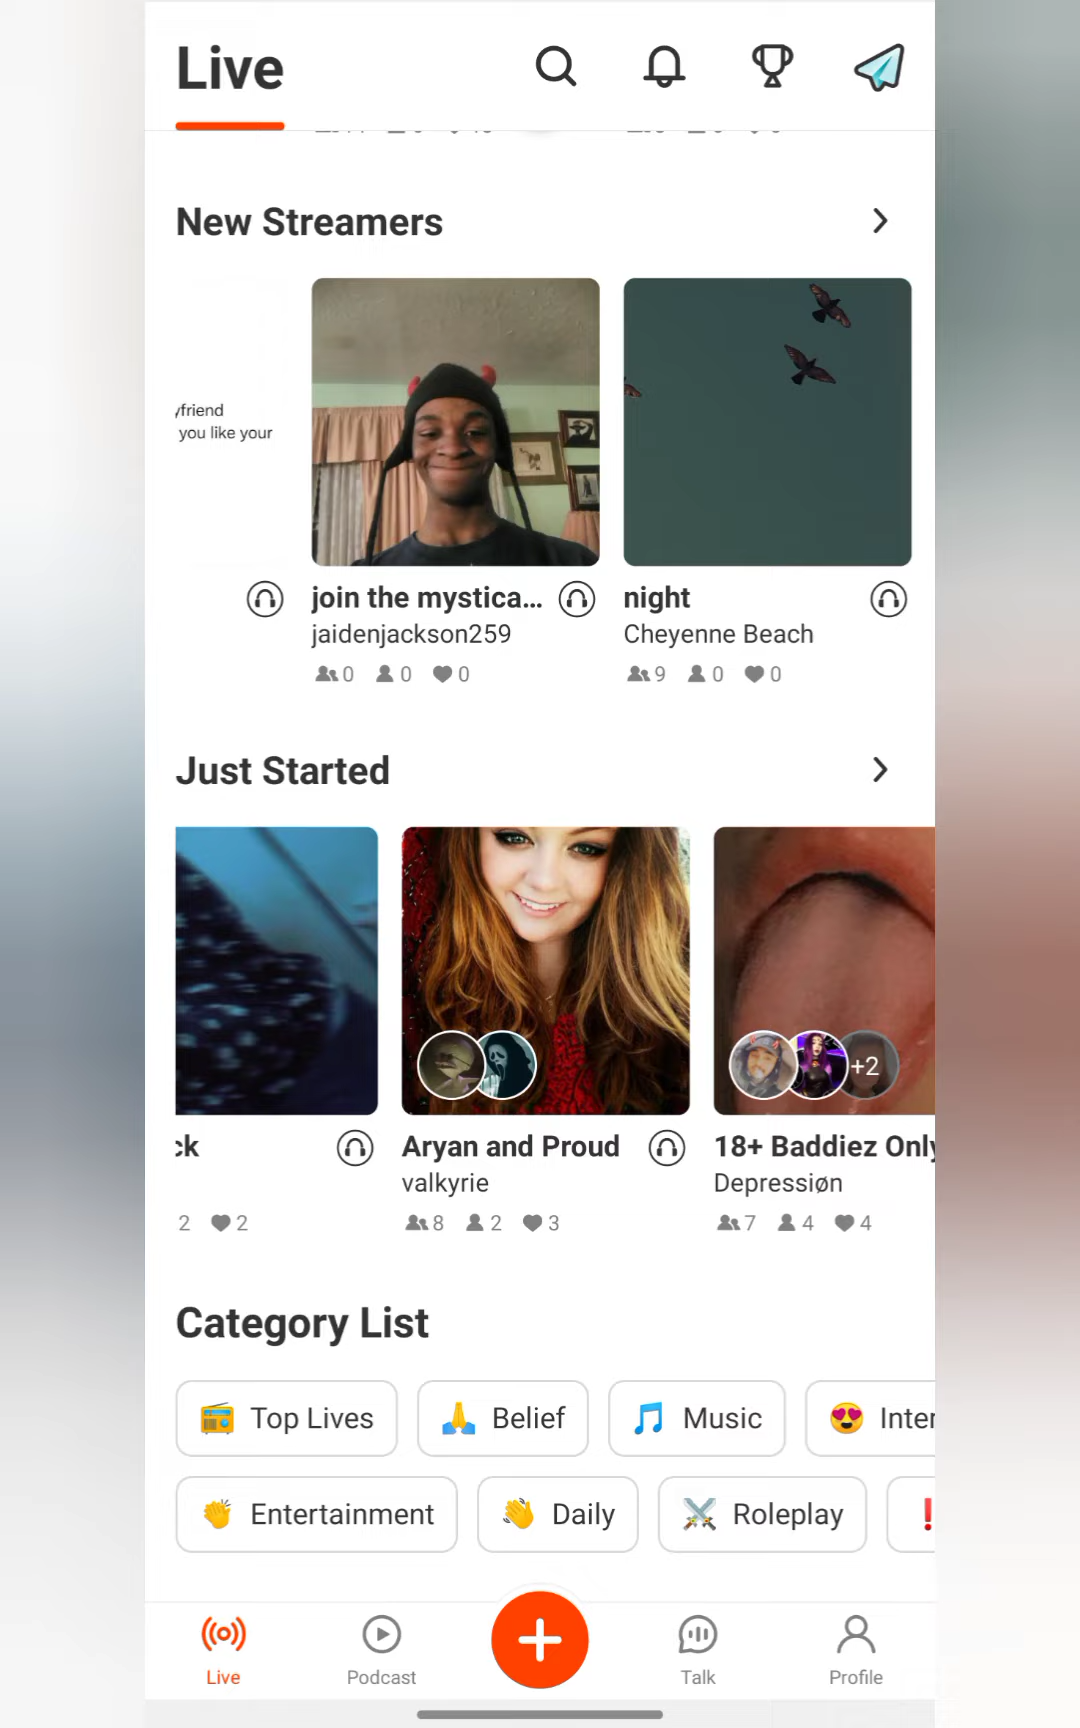 Live
New Streamers
yfriend
you like your
join the mystica...
jaidenjackson259
0 0 0
night
Cheyenne Beach
9 0 0
Just Started
ck
2 2
Aryan and Proud
valkyrie
8 2 3
+2
18+ Baddiez Only
Depressiøn
7 4 4
Category List
Top Lives
Belief
Music
Inter
Entertainment
Daily
Roleplay
Live
Podcast
Talk
Profile